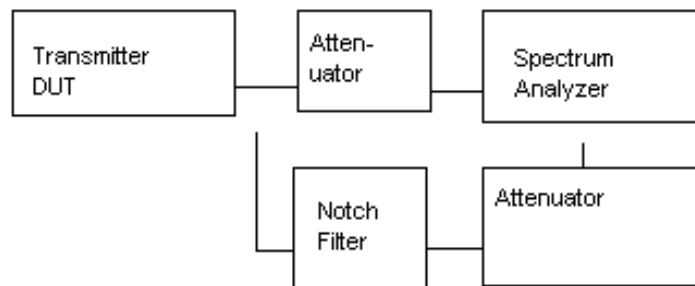 Transmitter
DUT
Atten-
uator
Spectrum
Analyzer
Notch
Filter
Attenuator